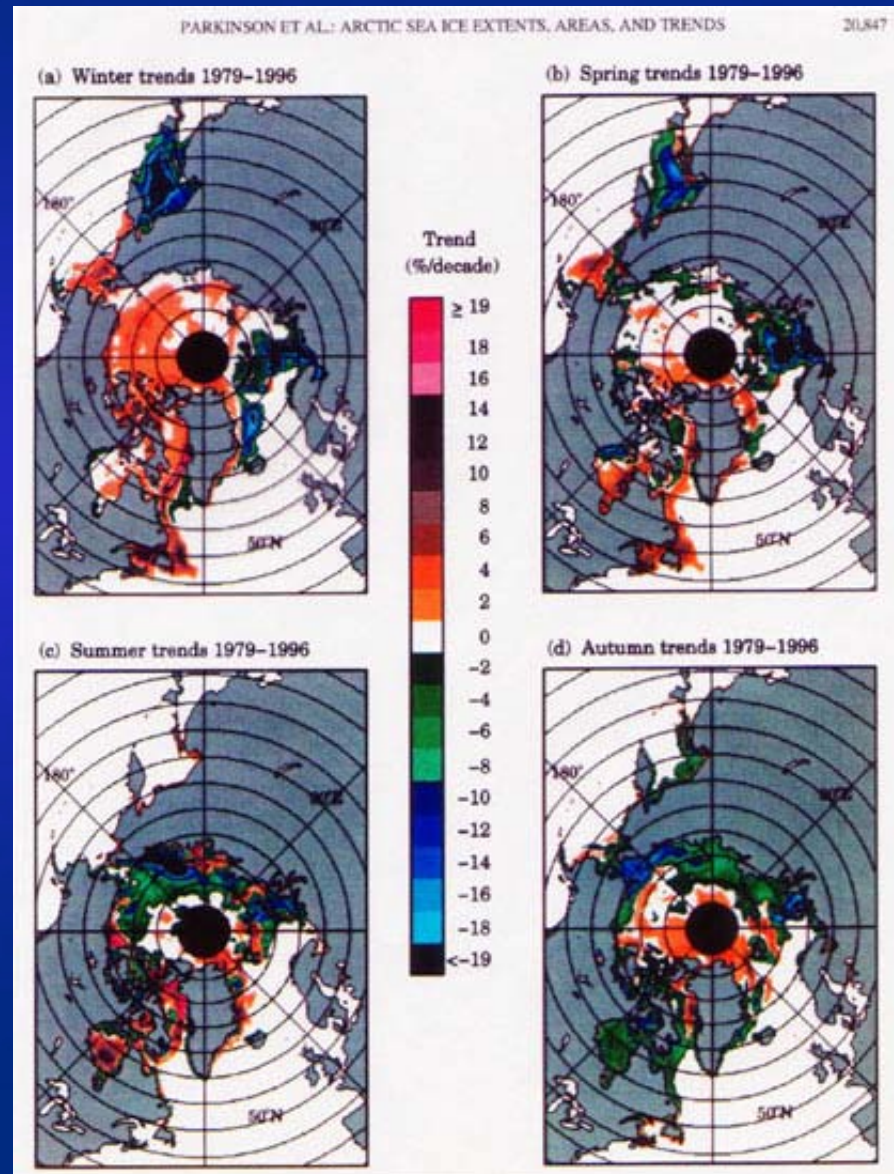 PARKINSON ET AL.: ARCTIC SEA ICE EXTENTS, AREAS, AND TRENDS 20,847
(a) Winter trends 1979–1996
(b) Spring trends 1979–1996
180°
50°N
180°
50°N
Trend
(%/decade)
≥ 19
18
16
14
12
10
8
6
4
2
0
−2
−4
−6
−8
−10
−12
−14
−16
−18
<−19
(c) Summer trends 1979–1996
(d) Autumn trends 1979–1996
180°
50°N
180°
50°N